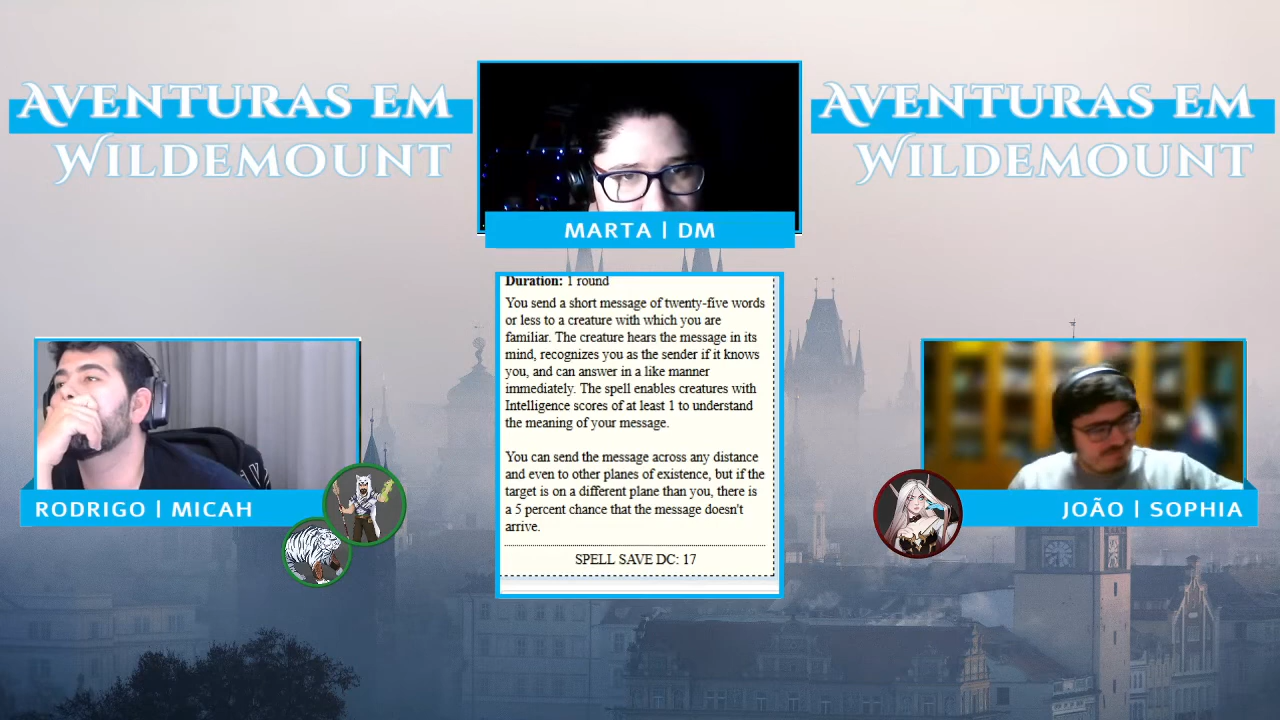 AVENTURAS EM
WILDEMOUNT
AVENTURAS EM
WILDEMOUNT
MARTA | DM
Duration: 1 round
You send a short message of twenty-five words
or less to a creature with which you are
familiar. The creature hears the message in its
mind, recognizes you as the sender if it knows
you, and can answer in a like manner
immediately. The spell enables creatures with
Intelligence scores of at least 1 to understand
the meaning of your message.
You can send the message across any distance
and even to other planes of existence, but if the
target is on a different plane than you, there is
a 5 percent chance that the message doesn't
arrive.
SPELL SAVE DC: 17
RODRIGO | MICAH
JOÃO | SOPHIA